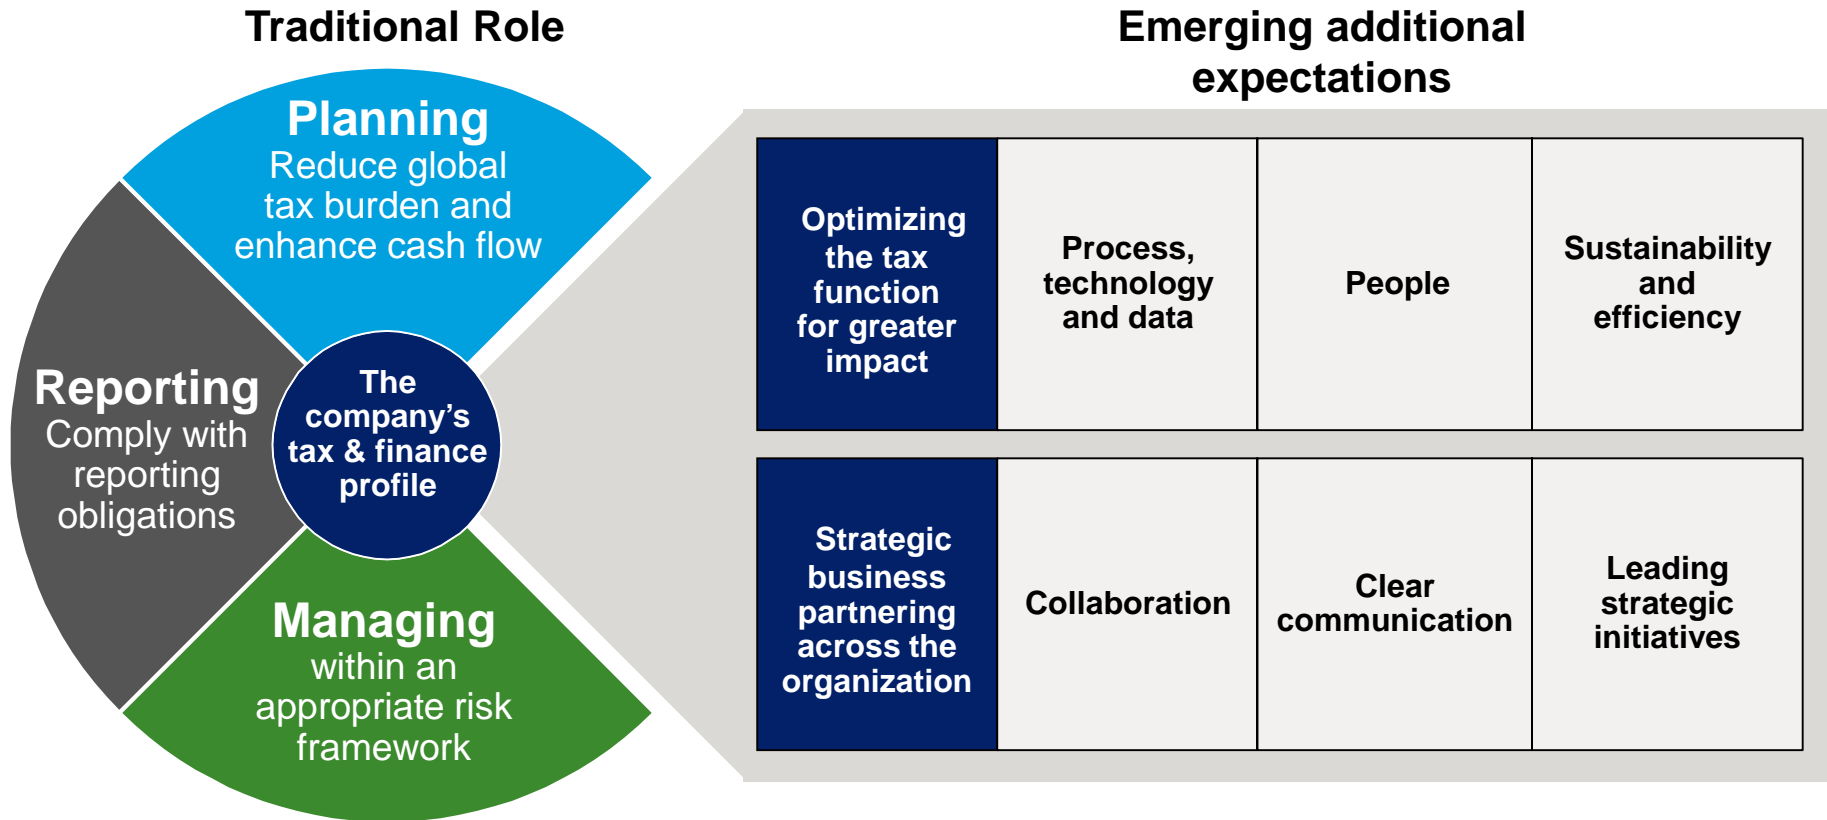 Traditional Role
Planning
Reduce global
tax burden and
enhance cash flow
Reporting
Comply with
reporting
obligations
The
company’s
tax & finance
profile
Managing
within an
appropriate risk
framework
Emerging additional
expectations
Optimizing
the tax
function
for greater
impact
Process,
technology
and data
People
Sustainability
and
efficiency
Strategic
business
partnering
across the
organization
Collaboration
Clear
communication
Leading
strategic
initiatives